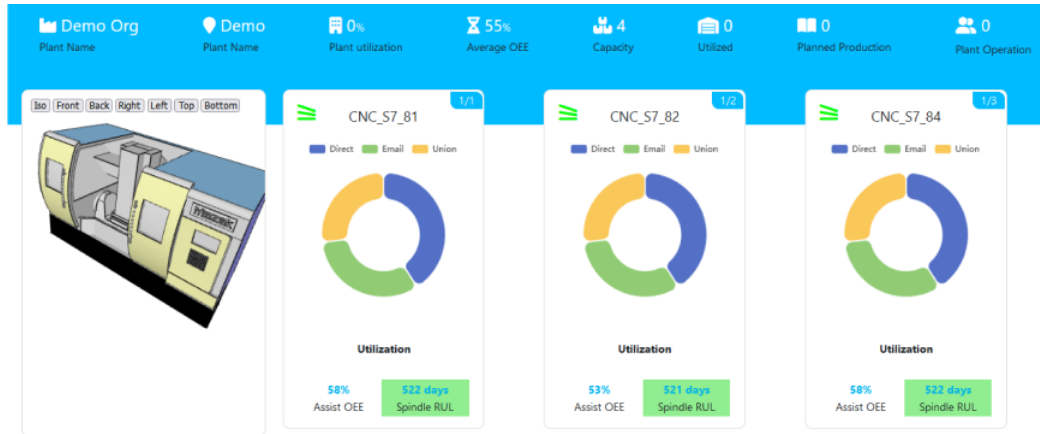 Demo Org
Plant Name
Demo
Plant Name
0%
Plant utilization
55%
Average OEE
4
Capacity
0
Utilized
0
Planned Production
0
Plant Operation
Iso Front Back Right Left Top Bottom
Mazak
1/1
CNC_S7_81
Direct Email Union
Utilization
58% 522 days
Assist OEE Spindle RUL
1/2
CNC_S7_82
Direct Email Union
Utilization
53% 521 days
Assist OEE Spindle RUL
1/3
CNC_S7_84
Direct Email Union
Utilization
58% 522 days
Assist OEE Spindle RUL